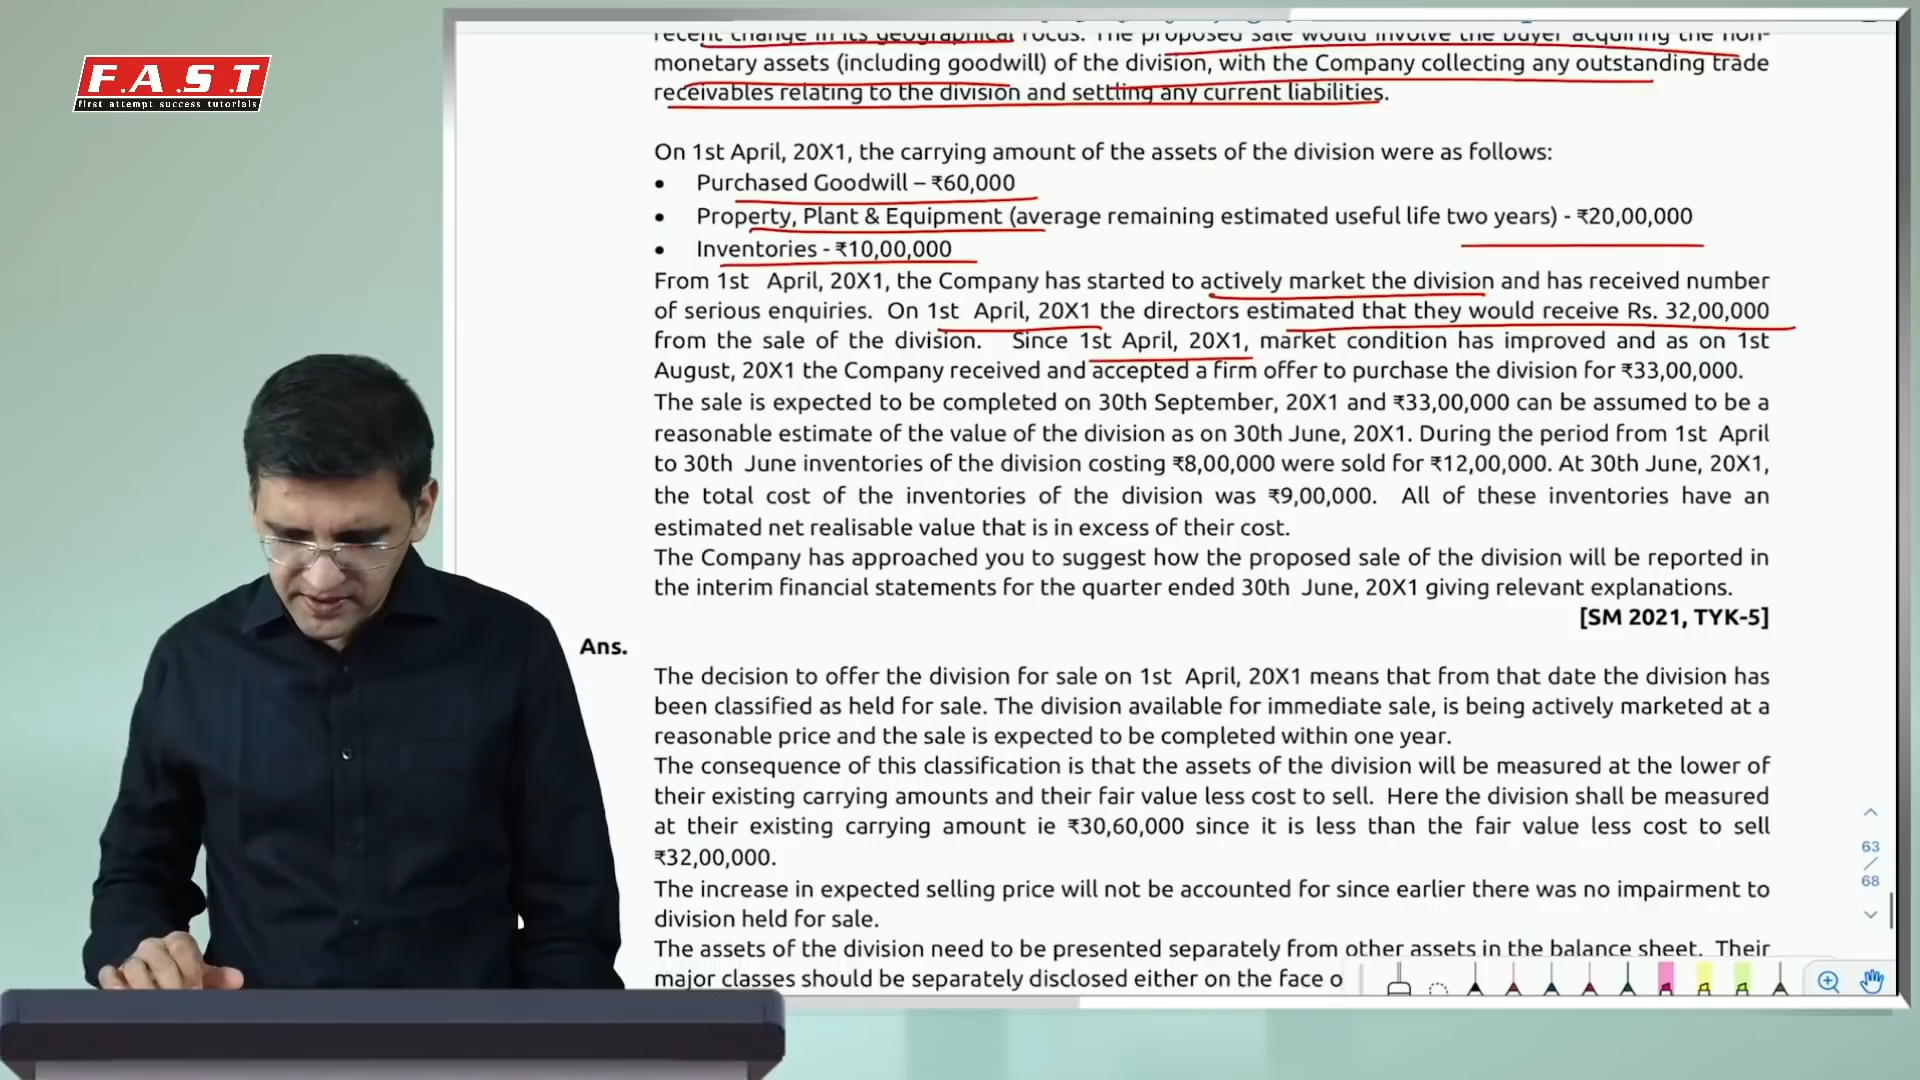 F.A.S.T
first attempt success tutorials
recent change in its geographical focus. The proposed sale would involve the buyer acquiring the non-
monetary assets (including goodwill) of the division, with the Company collecting any outstanding trade
receivables relating to the division and settling any current liabilities.
On 1st April, 20X1, the carrying amount of the assets of the division were as follows:
• Purchased Goodwill – ₹60,000
• Property, Plant & Equipment (average remaining estimated useful life two years) - ₹20,00,000
• Inventories - ₹10,00,000
From 1st April, 20X1, the Company has started to actively market the division and has received number
of serious enquiries. On 1st April, 20X1 the directors estimated that they would receive Rs. 32,00,000
from the sale of the division. Since 1st April, 20X1, market condition has improved and as on 1st
August, 20X1 the Company received and accepted a firm offer to purchase the division for ₹33,00,000.
The sale is expected to be completed on 30th September, 20X1 and ₹33,00,000 can be assumed to be a
reasonable estimate of the value of the division as on 30th June, 20X1. During the period from 1st April
to 30th June inventories of the division costing ₹8,00,000 were sold for ₹12,00,000. At 30th June, 20X1,
the total cost of the inventories of the division was ₹9,00,000. All of these inventories have an
estimated net realisable value that is in excess of their cost.
The Company has approached you to suggest how the proposed sale of the division will be reported in
the interim financial statements for the quarter ended 30th June, 20X1 giving relevant explanations.
[SM 2021, TYK-5]
Ans.
The decision to offer the division for sale on 1st April, 20X1 means that from that date the division has
been classified as held for sale. The division available for immediate sale, is being actively marketed at a
reasonable price and the sale is expected to be completed within one year.
The consequence of this classification is that the assets of the division will be measured at the lower of
their existing carrying amounts and their fair value less cost to sell. Here the division shall be measured
at their existing carrying amount ie ₹30,60,000 since it is less than the fair value less cost to sell
₹32,00,000.
The increase in expected selling price will not be accounted for since earlier there was no impairment to
division held for sale.
The assets of the division need to be presented separately from other assets in the balance sheet. Their
major classes should be separately disclosed either on the face o
63
68